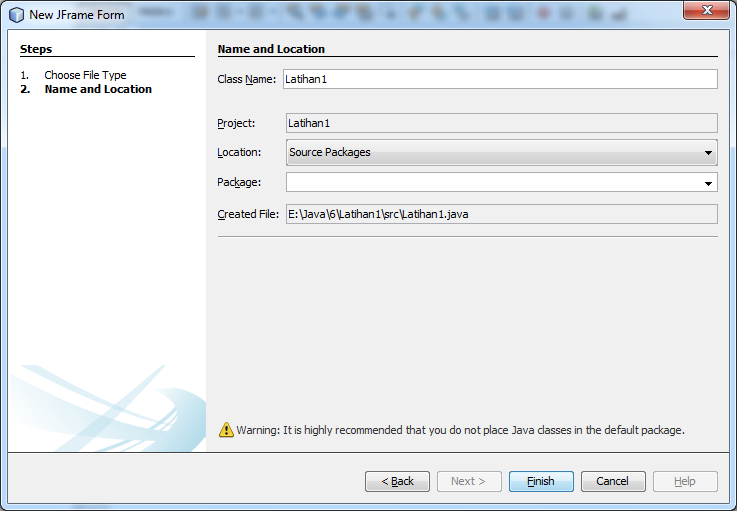 New JFrame Form
Steps
1. Choose File Type
2. Name and Location
Name and Location
Class Name: Latihan1
Project: Latihan1
Location: Source Packages
Package:
Created File: E:\Java\6\Latihan1\src\Latihan1.java
Warning: It is highly recommended that you do not place Java classes in the default package.
< Back Next > Finish Cancel Help